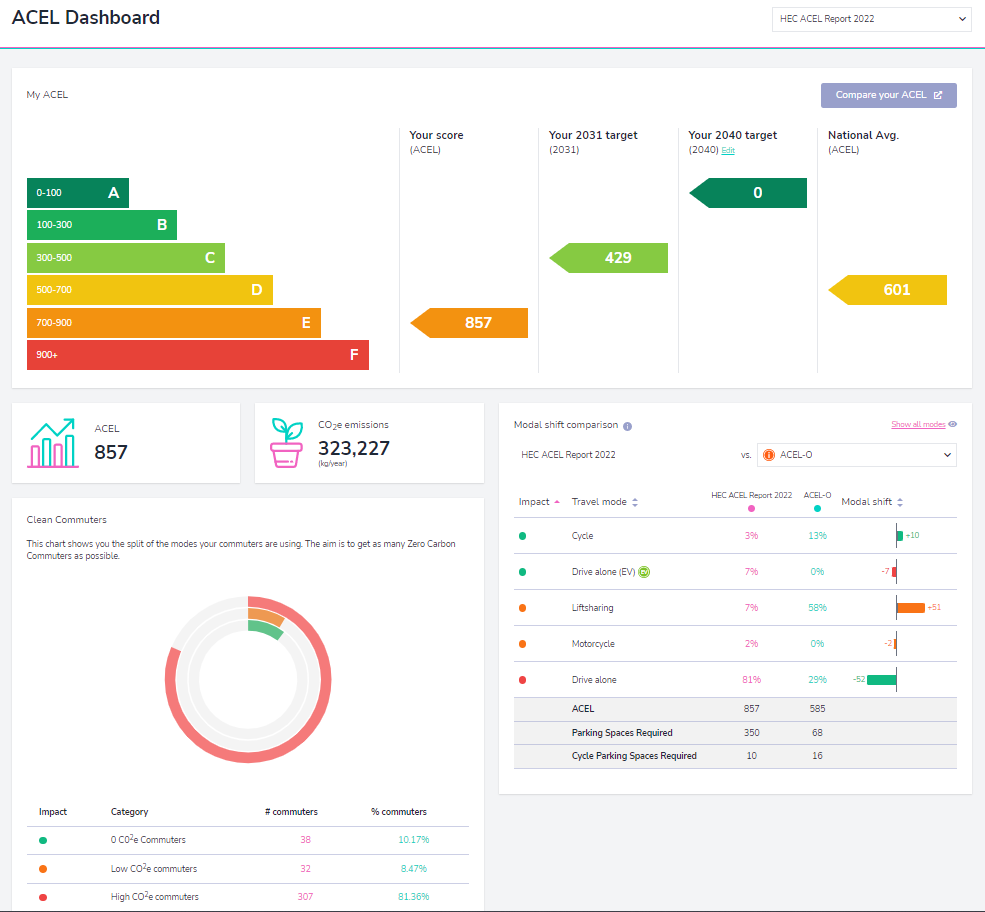 ACEL Dashboard
HEC ACEL Report 2022
My ACEL
Compare your ACEL
Your score
(ACEL)
Your 2031 target
(2031)
Your 2040 target
(2040) Edit
National Avg.
(ACEL)
0-100 A
0
100-300 B
300-500 C
429
500-700 D
601
700-900 E
857
900+ F
ACEL
857
CO2e emissions
323,227
(kg/year)
Modal shift comparison i
Show all modes
HEC ACEL Report 2022 vs. ACEL-O
Impact Travel mode HEC ACEL Report 2022 ACEL-O Modal shift
Cycle 3% 13% +10
Drive alone (EV) EV 7% 0% -7
Liftsharing 7% 58% +51
Motorcycle 2% 0% -2
Drive alone 81% 29% -52
ACEL 857 585
Parking Spaces Required 350 68
Cycle Parking Spaces Required 10 16
Clean Commuters
This chart shows you the split of the modes your commuters are using. The aim is to get as many Zero Carbon
Commuters as possible.
Impact Category # commuters % commuters
0 C0²e Commuters 38 10.17%
Low CO²e commuters 32 8.47%
High CO²e commuters 307 81.36%